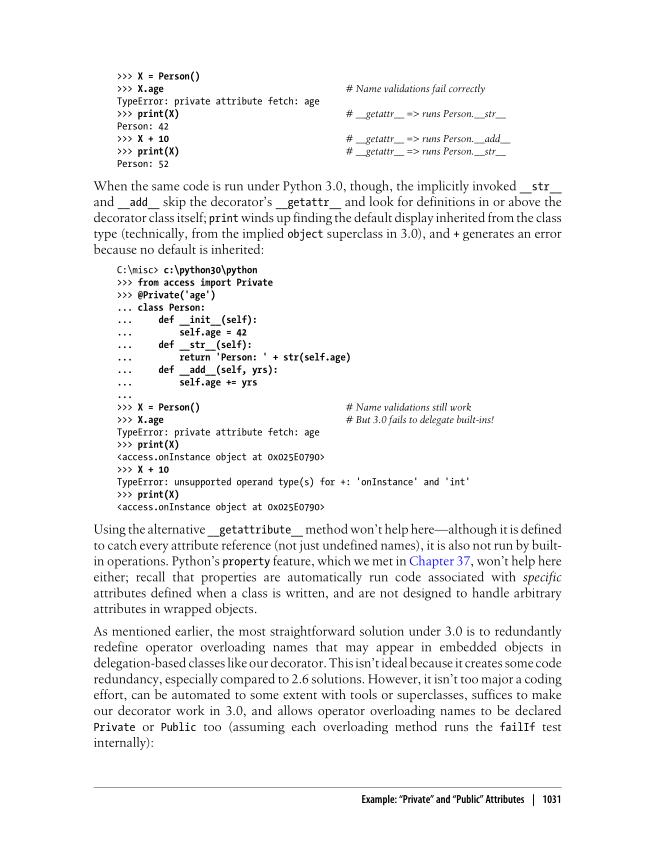 >>> X = Person()
>>> X.age # Name validations fail correctly
TypeError: private attribute fetch: age
>>> print(X) # __getattr__ => runs Person.__str__
Person: 42
>>> X + 10 # __getattr__ => runs Person.__add__
>>> print(X) # __getattr__ => runs Person.__str__
Person: 52
When the same code is run under Python 3.0, though, the implicitly invoked __str__
and __add__ skip the decorator's __getattr__ and look for definitions in or above the
decorator class itself; print winds up finding the default display inherited from the class
type (technically, from the implied object superclass in 3.0), and + generates an error
because no default is inherited:
C:\misc> c:\python30\python
>>> from access import Private
>>> @Private('age')
... class Person:
...     def __init__(self):
...         self.age = 42
...     def __str__(self):
...         return 'Person: ' + str(self.age)
...     def __add__(self, yrs):
...         self.age += yrs
...
>>> X = Person() # Name validations still work
>>> X.age # But 3.0 fails to delegate built-ins!
TypeError: private attribute fetch: age
>>> print(X)
<access.onInstance object at 0x025E0790>
>>> X + 10
TypeError: unsupported operand type(s) for +: 'onInstance' and 'int'
>>> print(X)
<access.onInstance object at 0x025E0790>
Using the alternative __getattribute__ method won't help here—although it is defined
to catch every attribute reference (not just undefined names), it is also not run by built-
in operations. Python's property feature, which we met in Chapter 37, won't help here
either; recall that properties are automatically run code associated with specific
attributes defined when a class is written, and are not designed to handle arbitrary
attributes in wrapped objects.
As mentioned earlier, the most straightforward solution under 3.0 is to redundantly
redefine operator overloading names that may appear in embedded objects in
delegation-based classes like our decorator. This isn't ideal because it creates some code
redundancy, especially compared to 2.6 solutions. However, it isn't too major a coding
effort, can be automated to some extent with tools or superclasses, suffices to make
our decorator work in 3.0, and allows operator overloading names to be declared
Private or Public too (assuming each overloading method runs the failIf test
internally):
Example: "Private" and "Public" Attributes | 1031